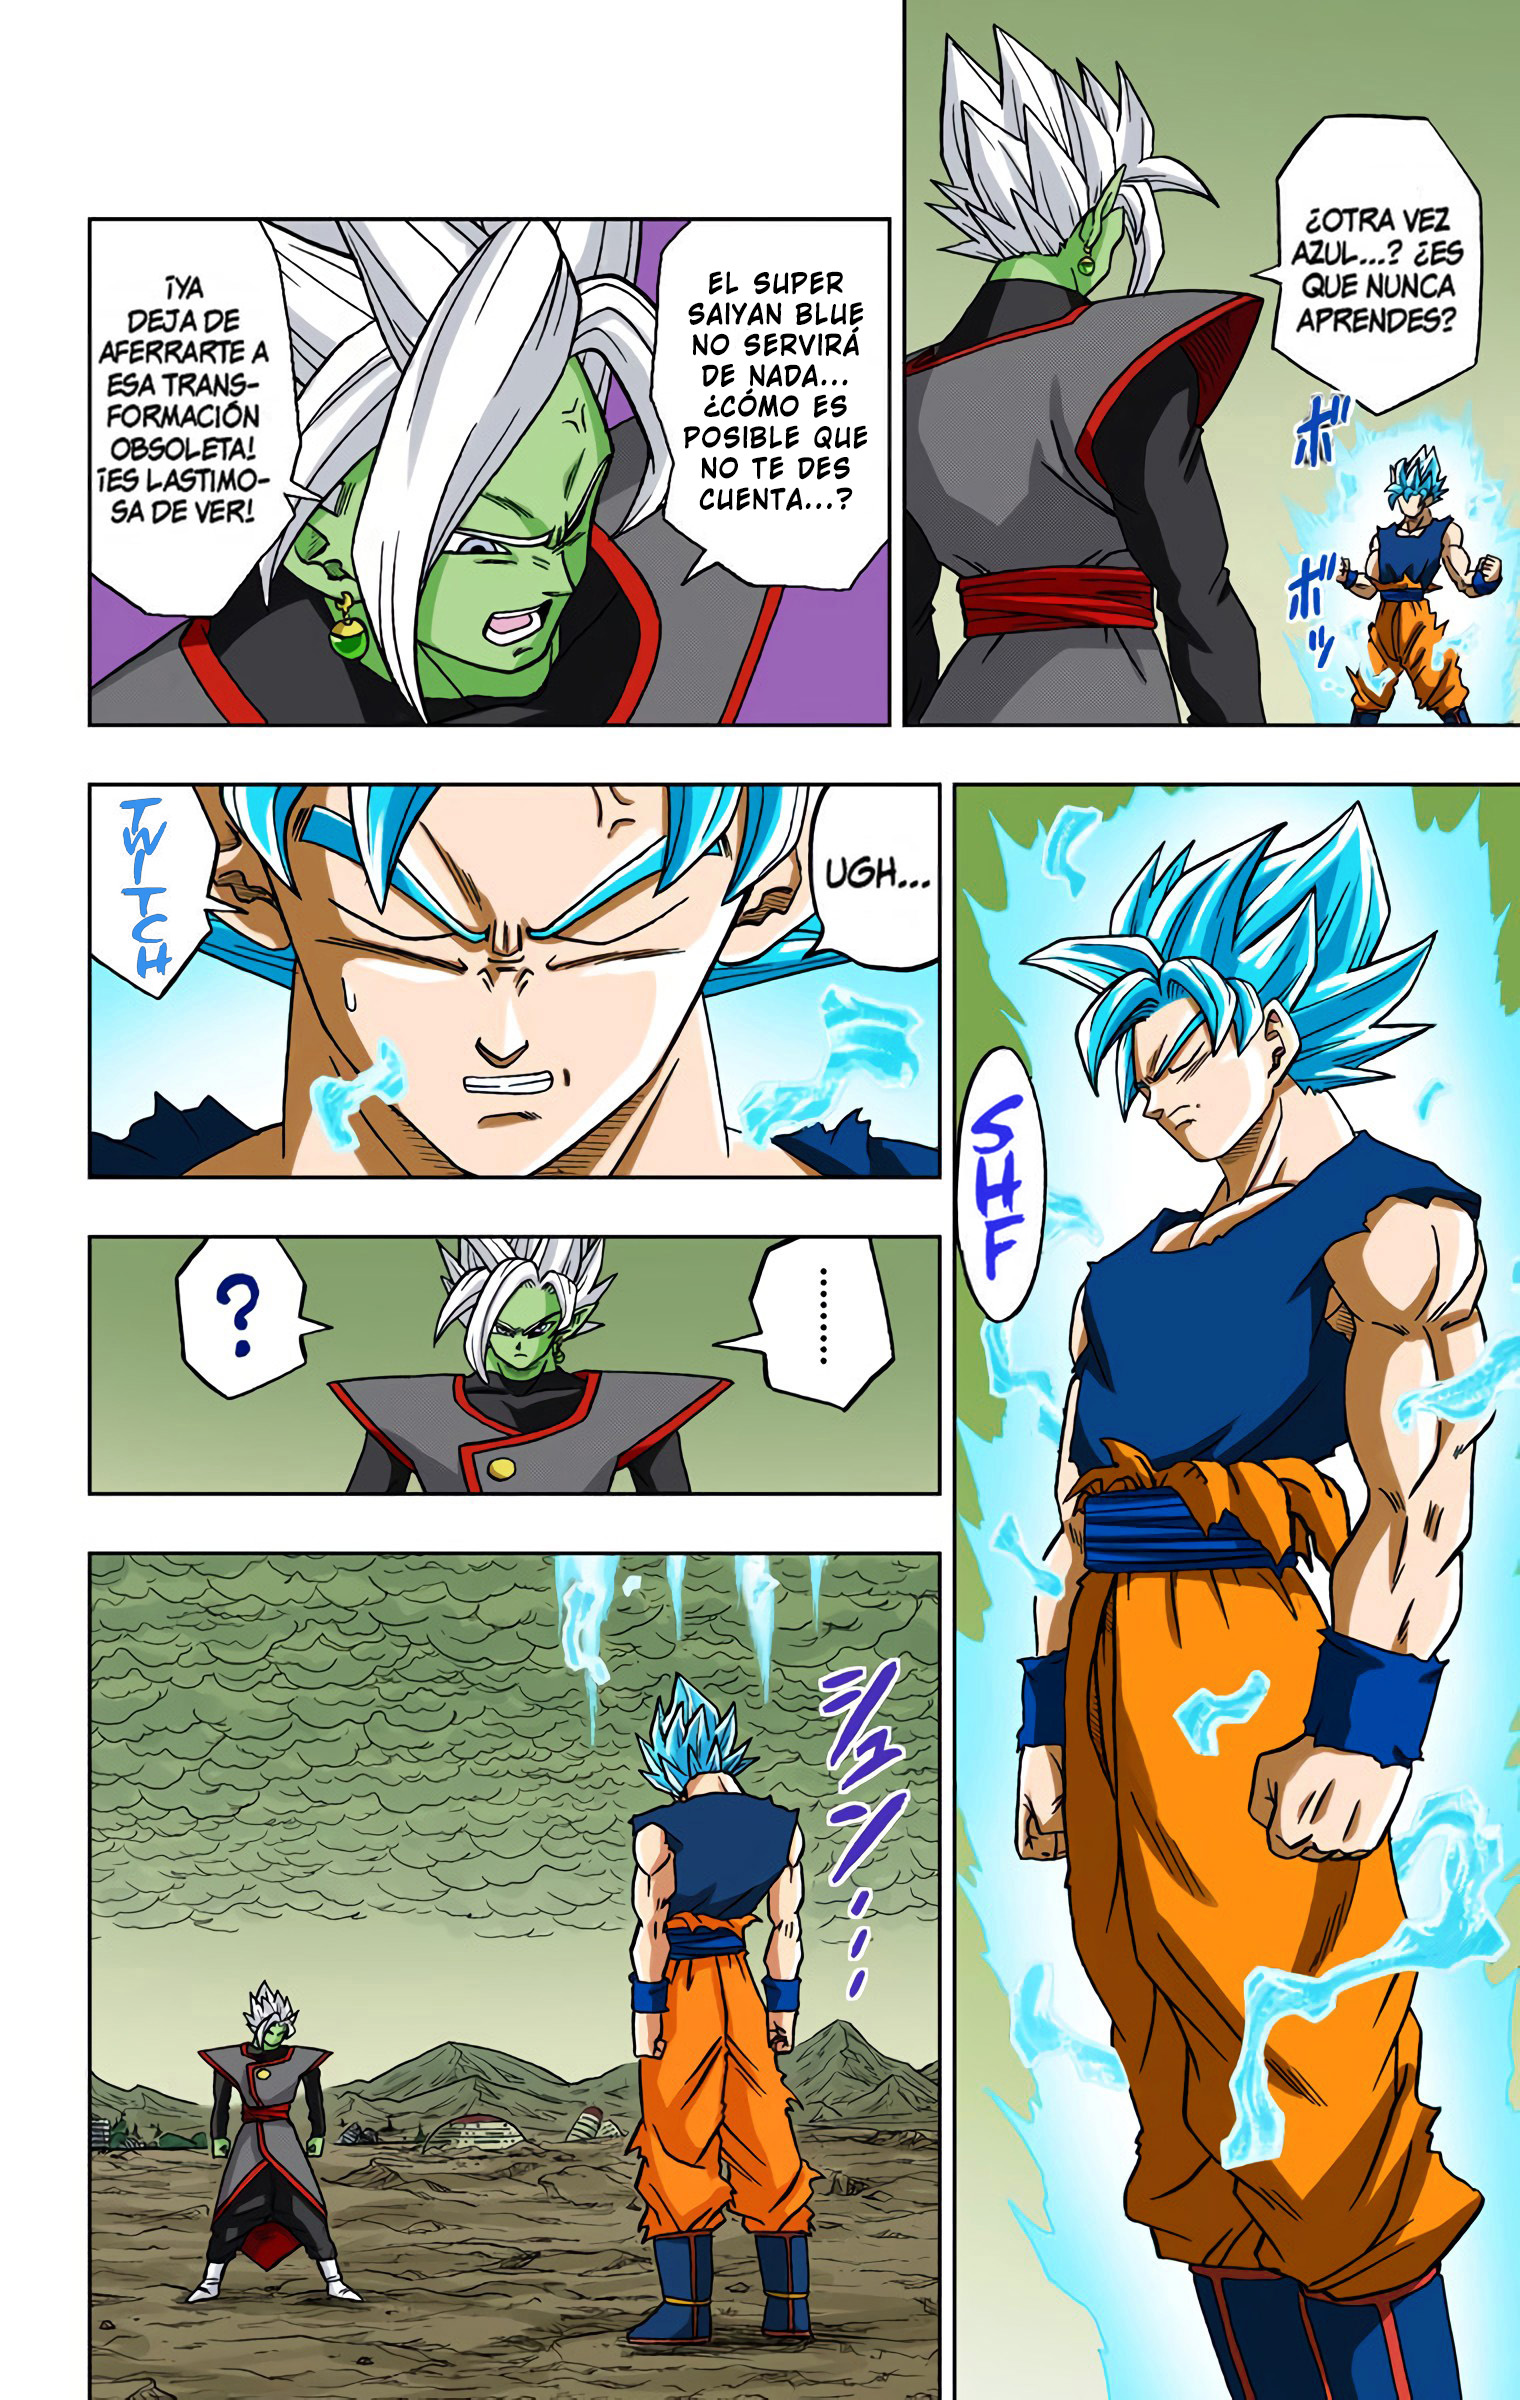 ¿OTRA VEZ
AZUL...? ¿ES
QUE NUNCA
APRENDES?
ボ
ボッ
EL SUPER
SAIYAN BLUE
NO SERVIRÁ
DE NADA...
¿CÓMO ES
POSIBLE QUE
NO TE DES
CUENTA...?
¡YA
DEJA DE
AFERRARTE A
ESA TRANS-
FORMACIÓN
OBSOLETA!
¡ES LASTIMO-
SA DE VER!
SHF
UGH...
TWITCH
.........
?
シュン...